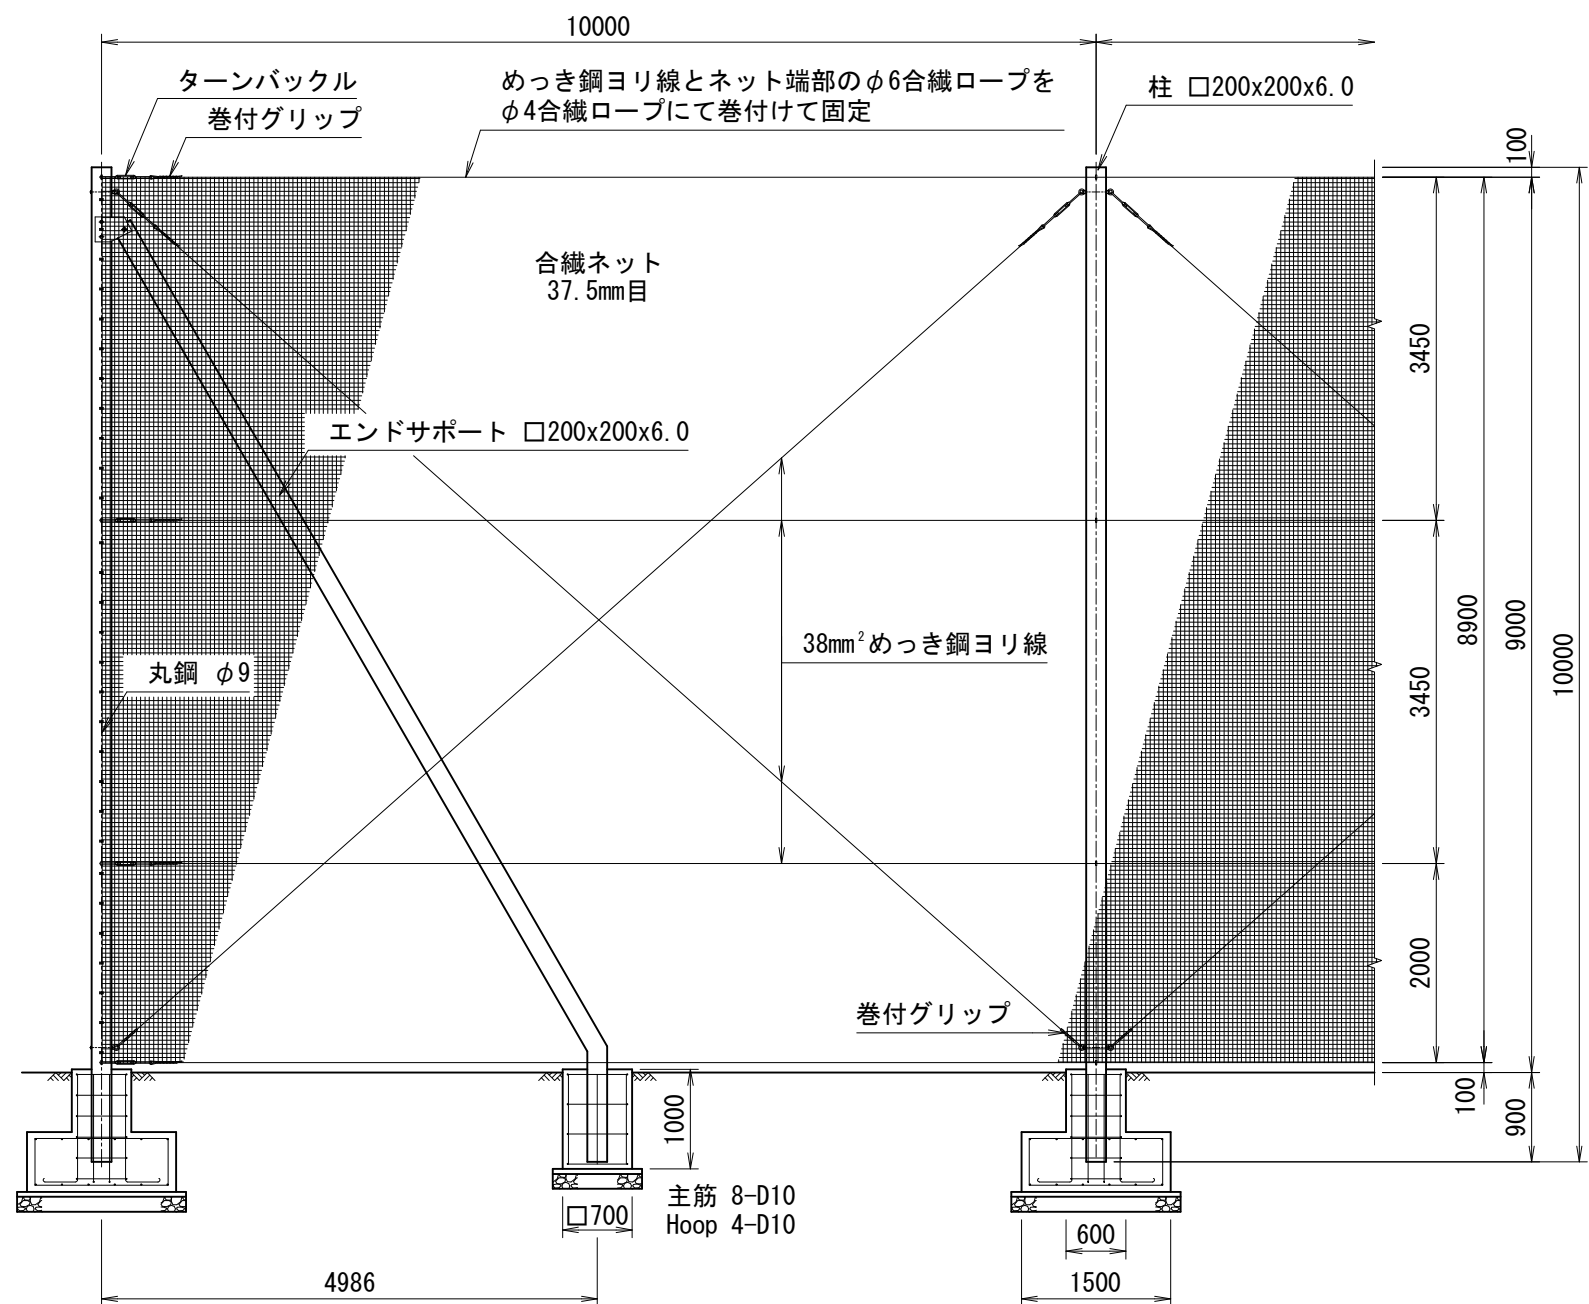 10000
ターンバックル
巻付グリップ
めっき鋼ヨリ線とネット端部のφ6合繊ロープを
φ4合繊ロープにて巻付けて固定
柱 □200x200x6.0
100
合繊ネット
37.5mm目
3450
エンドサポート □200x200x6.0
38mm²めっき鋼ヨリ線
8900
9000
10000
丸鋼 φ9
3450
2000
巻付グリップ
100
900
1000
主筋 8-D10
Hoop 4-D10
□700
600
4986
1500